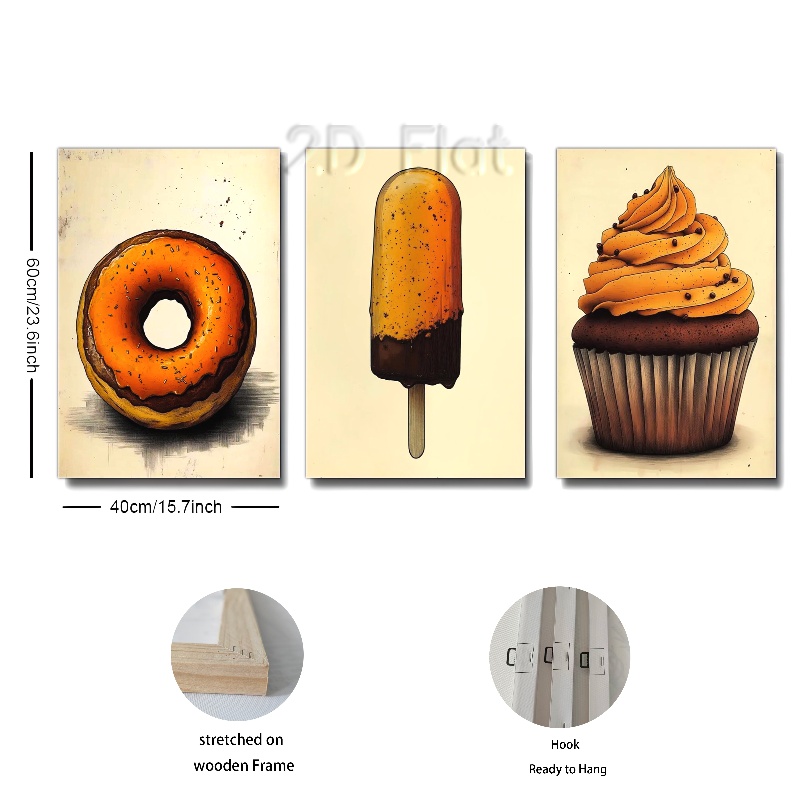 2D Flat
60cm/23.6inch
40cm/15.7inch
stretched on
wooden Frame
Hook
Ready to Hang